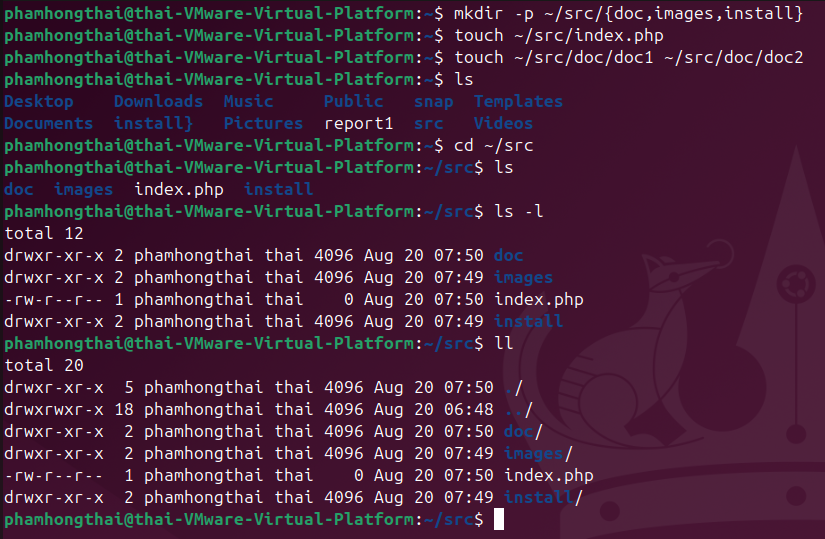 phamhongthai@thai-VMware-Virtual-Platform:~$ mkdir -p ~/src/{doc,images,install}
phamhongthai@thai-VMware-Virtual-Platform:~$ touch ~/src/index.php
phamhongthai@thai-VMware-Virtual-Platform:~$ touch ~/src/doc/doc1 ~/src/doc/doc2
phamhongthai@thai-VMware-Virtual-Platform:~$ ls
Desktop    Downloads  Music     Public   snap  Templates
Documents  install}   Pictures  report1  src   Videos
phamhongthai@thai-VMware-Virtual-Platform:~$ cd ~/src
phamhongthai@thai-VMware-Virtual-Platform:~/src$ ls
doc  images  index.php  install
phamhongthai@thai-VMware-Virtual-Platform:~/src$ ls -l
total 12
drwxr-xr-x 2 phamhongthai thai 4096 Aug 20 07:50 doc
drwxr-xr-x 2 phamhongthai thai 4096 Aug 20 07:49 images
-rw-r--r-- 1 phamhongthai thai    0 Aug 20 07:50 index.php
drwxr-xr-x 2 phamhongthai thai 4096 Aug 20 07:49 install
phamhongthai@thai-VMware-Virtual-Platform:~/src$ ll
total 20
drwxr-xr-x  5 phamhongthai thai 4096 Aug 20 07:50 ./
drwxrwxr-x 18 phamhongthai thai 4096 Aug 20 06:48 ../
drwxr-xr-x  2 phamhongthai thai 4096 Aug 20 07:50 doc/
drwxr-xr-x  2 phamhongthai thai 4096 Aug 20 07:49 images/
-rw-r--r--  1 phamhongthai thai    0 Aug 20 07:50 index.php
drwxr-xr-x  2 phamhongthai thai 4096 Aug 20 07:49 install/
phamhongthai@thai-VMware-Virtual-Platform:~/src$